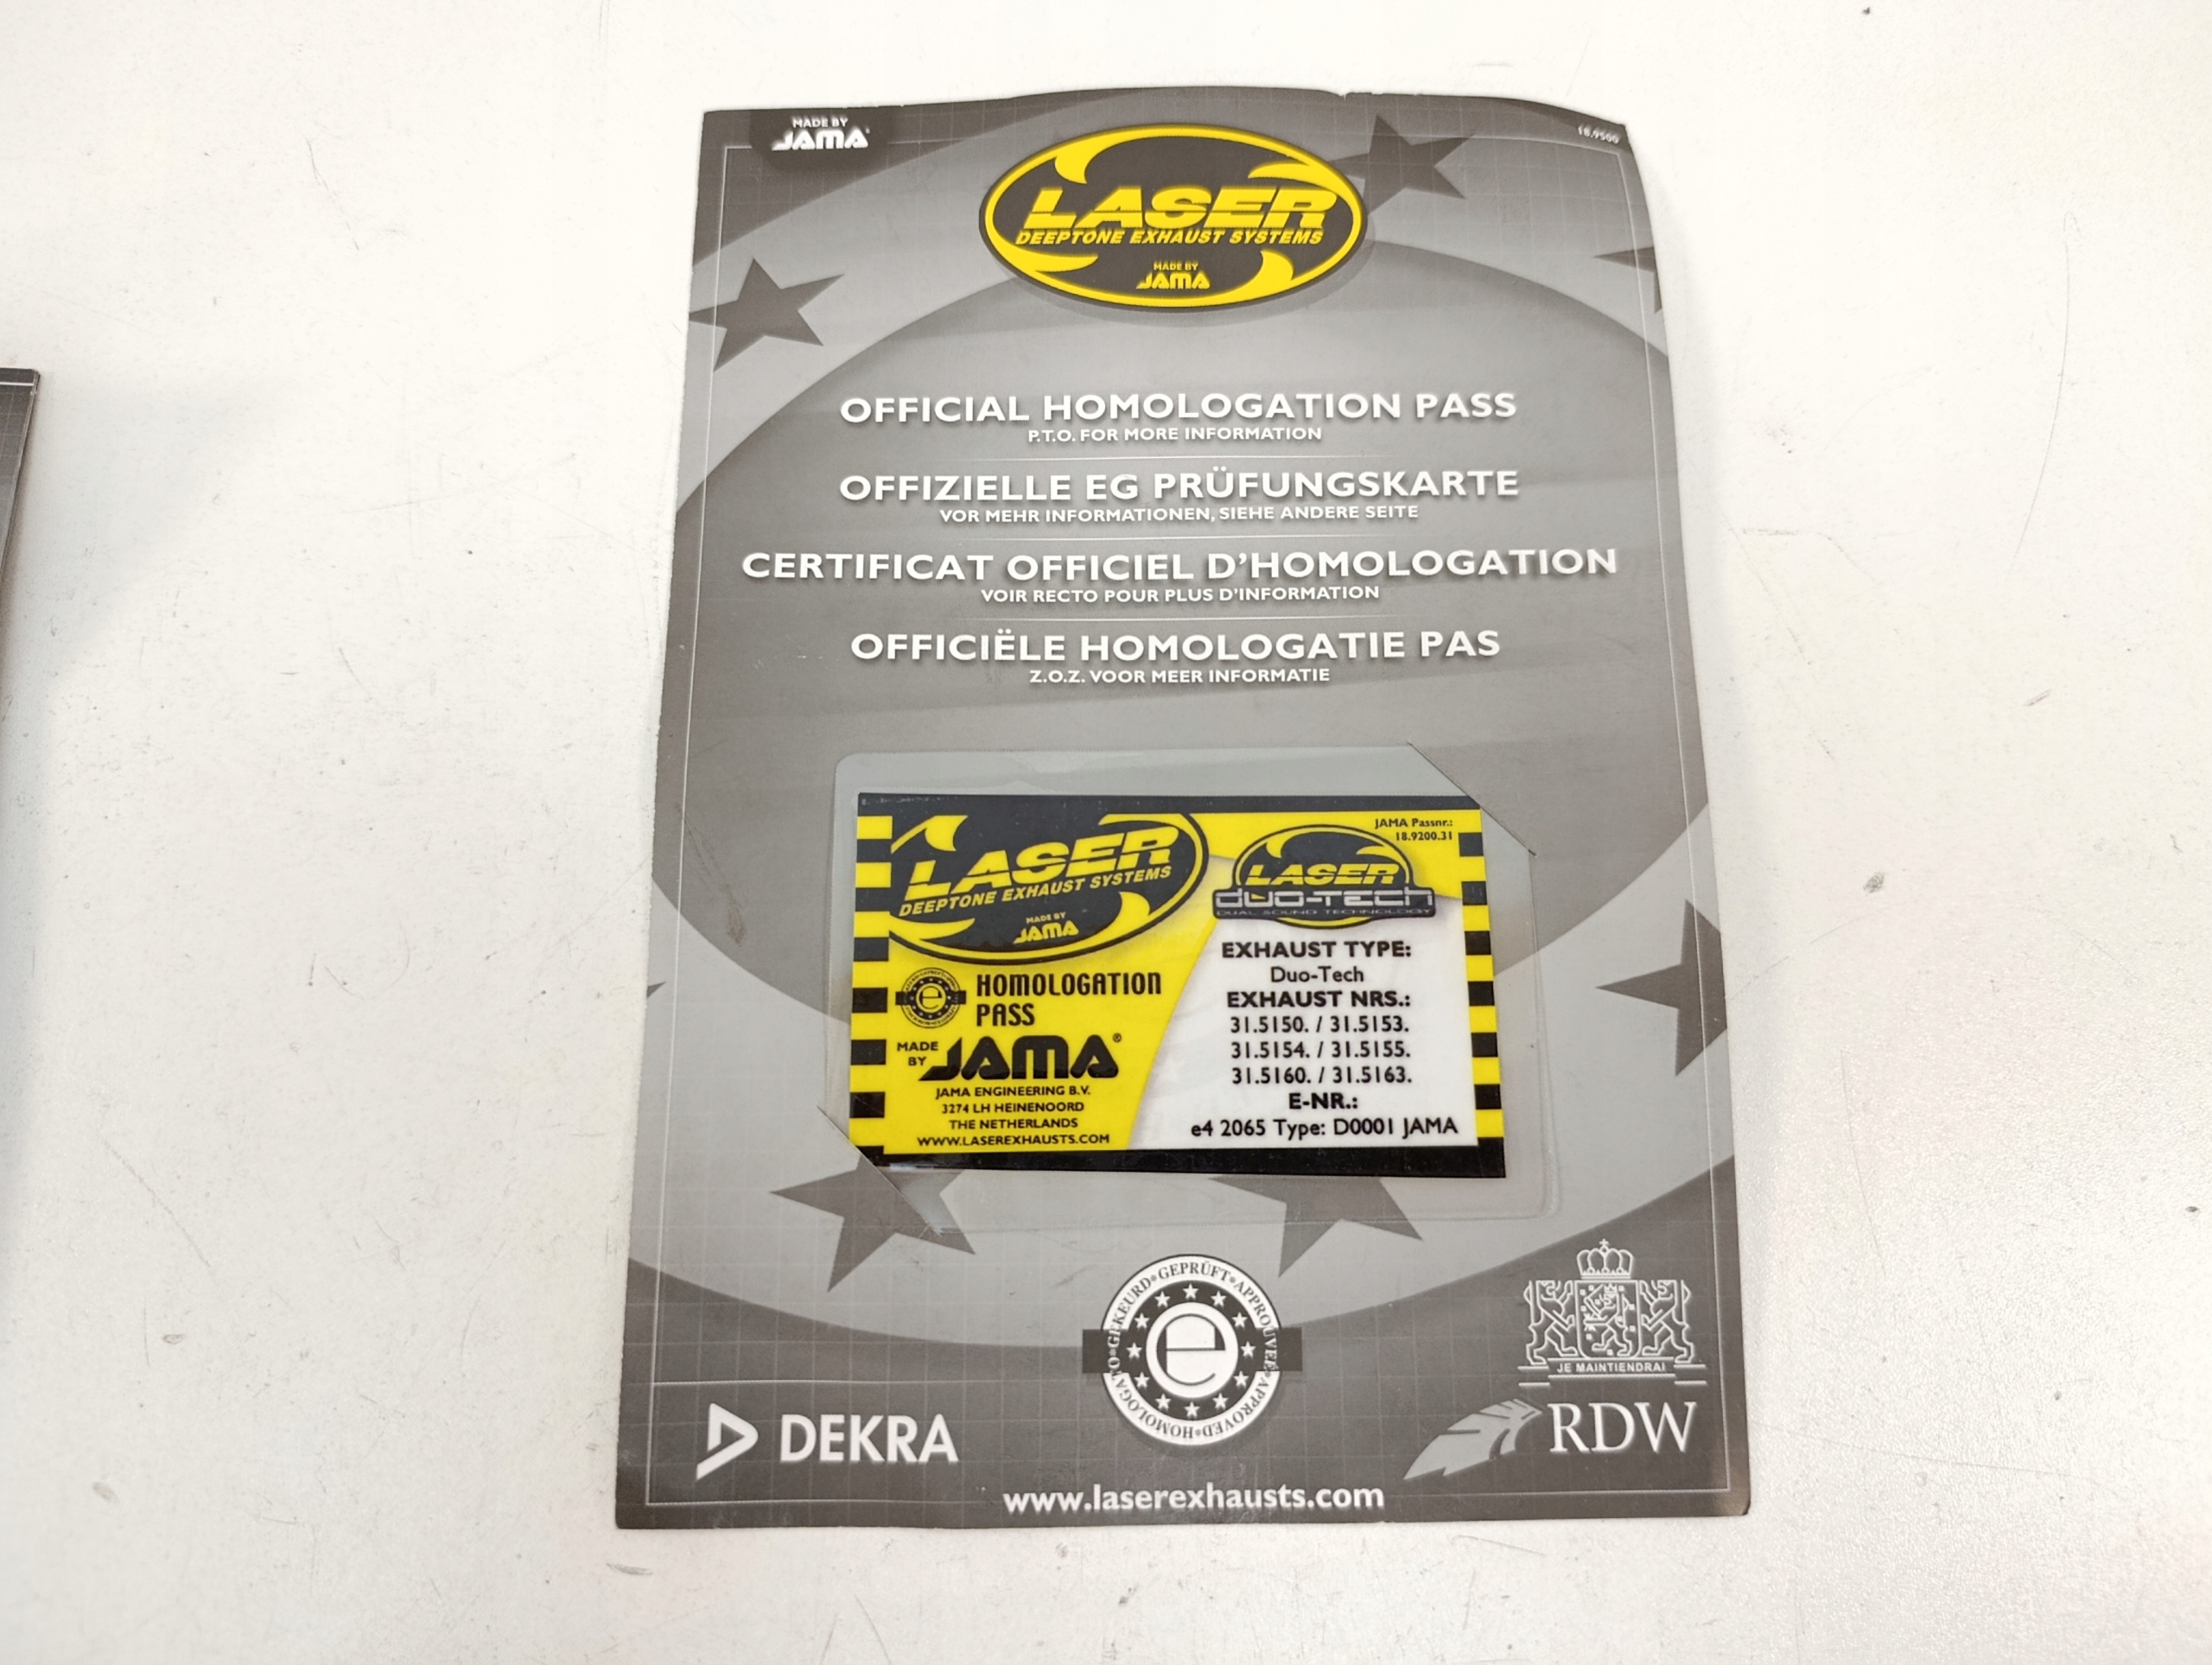 MADE BY
JAMA
18.9500
LASER
DEEPTONE EXHAUST SYSTEMS
MADE BY
JAMA
OFFICIAL HOMOLOGATION PASS
P.T.O. FOR MORE INFORMATION
OFFIZIELLE EG PRÜFUNGSKARTE
VOR MEHR INFORMATIONEN, SIEHE ANDERE SEITE
CERTIFICAT OFFICIEL D'HOMOLOGATION
VOIR RECTO POUR PLUS D'INFORMATION
OFFICIËLE HOMOLOGATIE PAS
Z.O.Z. VOOR MEER INFORMATIE
LASER
DEEPTONE EXHAUST SYSTEMS
MADE BY
JAMA
e
HOMOLOGATION
PASS
MADE
BY
JAMA®
JAMA ENGINEERING B.V.
3274 LH HEINENOORD
THE NETHERLANDS
WWW.LASEREXHAUSTS.COM
JAMA Passnr.:
18.9200.31
LASER
DUO-TECH
DUAL SOUND TECHNOLOGY
EXHAUST TYPE:
Duo-Tech
EXHAUST NRS.:
31.5150. / 31.5153.
31.5154. / 31.5155.
31.5160. / 31.5163.
E-NR.:
e4 2065 Type: D0001 JAMA
GEKEURD GEPRÜFT APPROUVÉE APPROVED HOMOLOGATO
e
JE MAINTIENDRAI
DEKRA
RDW
www.laserexhausts.com